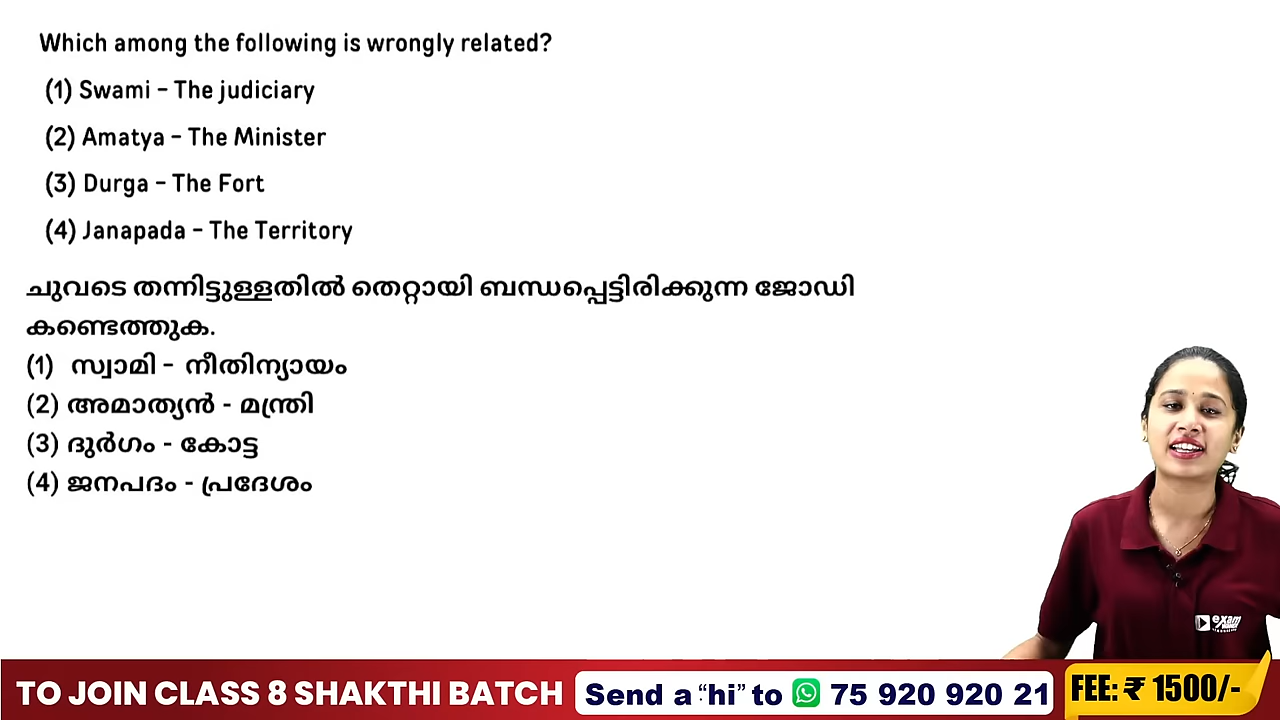 Which among the following is wrongly related?
(1) Swami - The judiciary
(2) Amatya - The Minister
(3) Durga - The Fort
(4) Janapada - The Territory
ചുവടെ തന്നിട്ടുള്ളതിൽ തെറ്റായി ബന്ധപ്പെട്ടിരിക്കുന്ന ജോഡി
കണ്ടെത്തുക.
(1) സ്വാമി - നീതിന്യായം
(2) അമാത്യൻ - മന്ത്രി
(3) ദുർഗം - കോട്ട
(4) ജനപദം - പ്രദേശം
exam
TO JOIN CLASS 8 SHAKTHI BATCH
Send a “hi” to 75 920 920 21
FEE: ₹ 1500/-